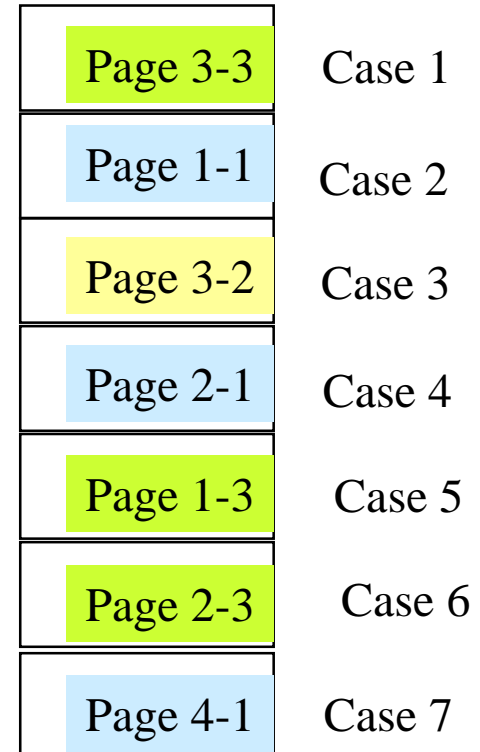 Page 3-3 Case 1
Page 1-1 Case 2
Page 3-2 Case 3
Page 2-1 Case 4
Page 1-3 Case 5
Page 2-3 Case 6
Page 4-1 Case 7